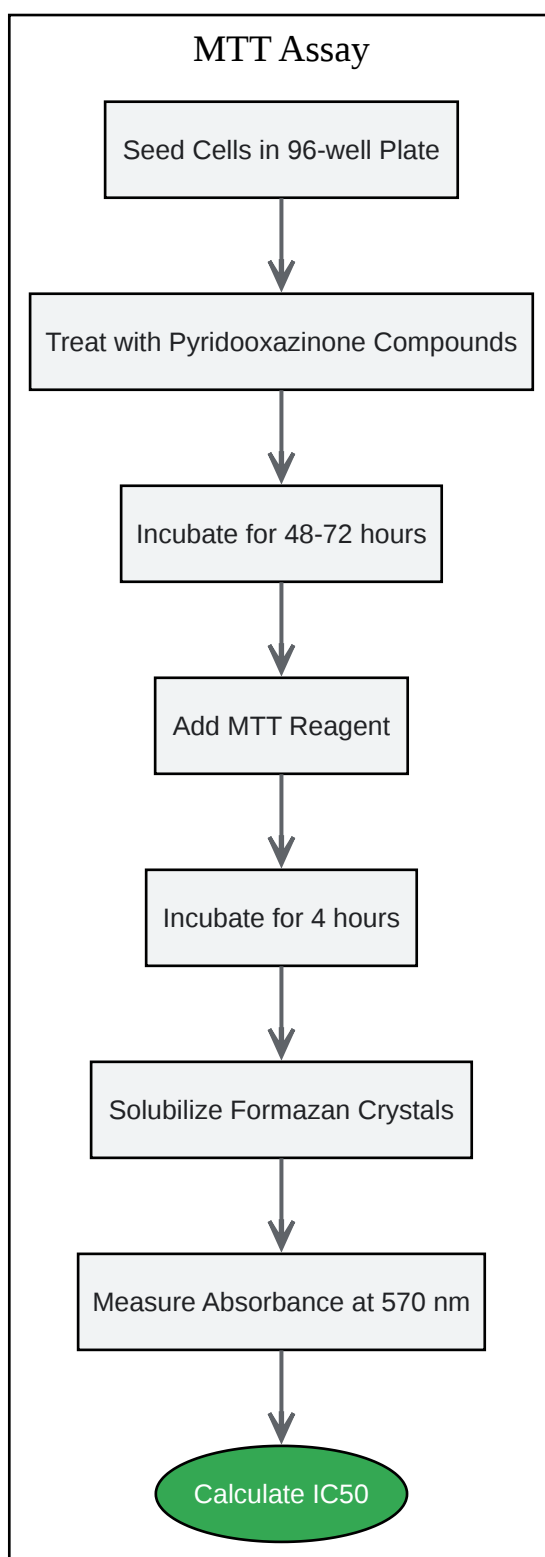 MTT Assay
Seed Cells in 96-well Plate
Treat with Pyridooxazinone Compounds
Incubate for 48-72 hours
Add MTT Reagent
Incubate for 4 hours
Solubilize Formazan Crystals
Measure Absorbance at 570 nm
Calculate IC50